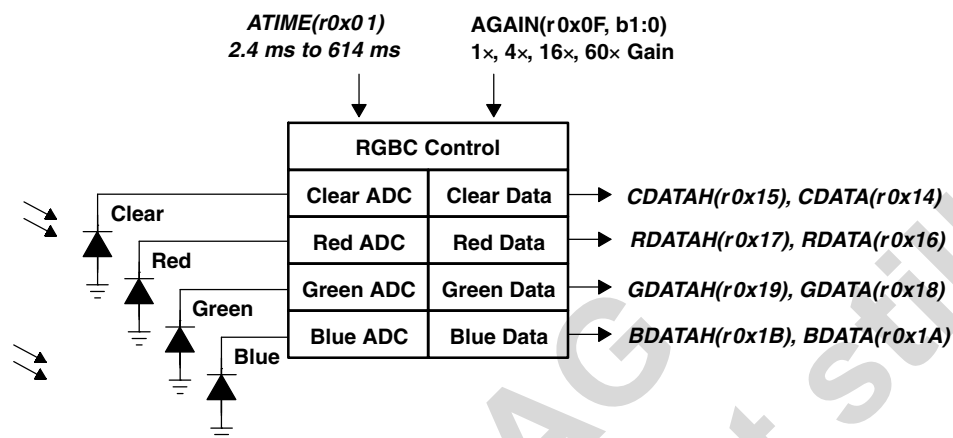 ATIME(r0x01)
2.4 ms to 614 ms
AGAIN(r0x0F, b1:0)
1×, 4×, 16×, 60× Gain
RGBC Control
Clear
Clear ADC
Clear Data
CDATAH(r0x15), CDATA(r0x14)
Red
Red ADC
Red Data
RDATAH(r0x17), RDATA(r0x16)
Green
Green ADC
Green Data
GDATAH(r0x19), GDATA(r0x18)
Blue
Blue ADC
Blue Data
BDATAH(r0x1B), BDATA(r0x1A)
AG
t still